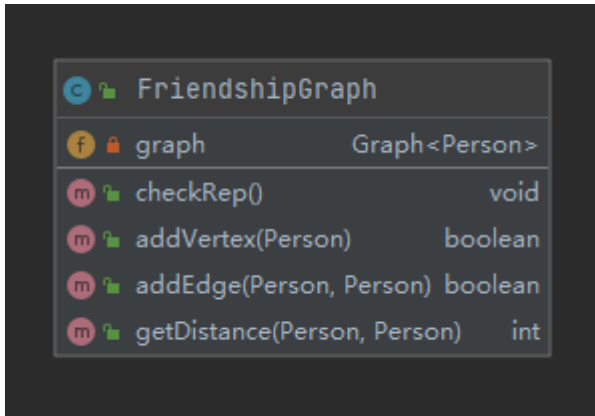 c FriendshipGraph
f graph Graph<Person>
m checkRep() void
m addVertex(Person) boolean
m addEdge(Person, Person) boolean
m getDistance(Person, Person) int